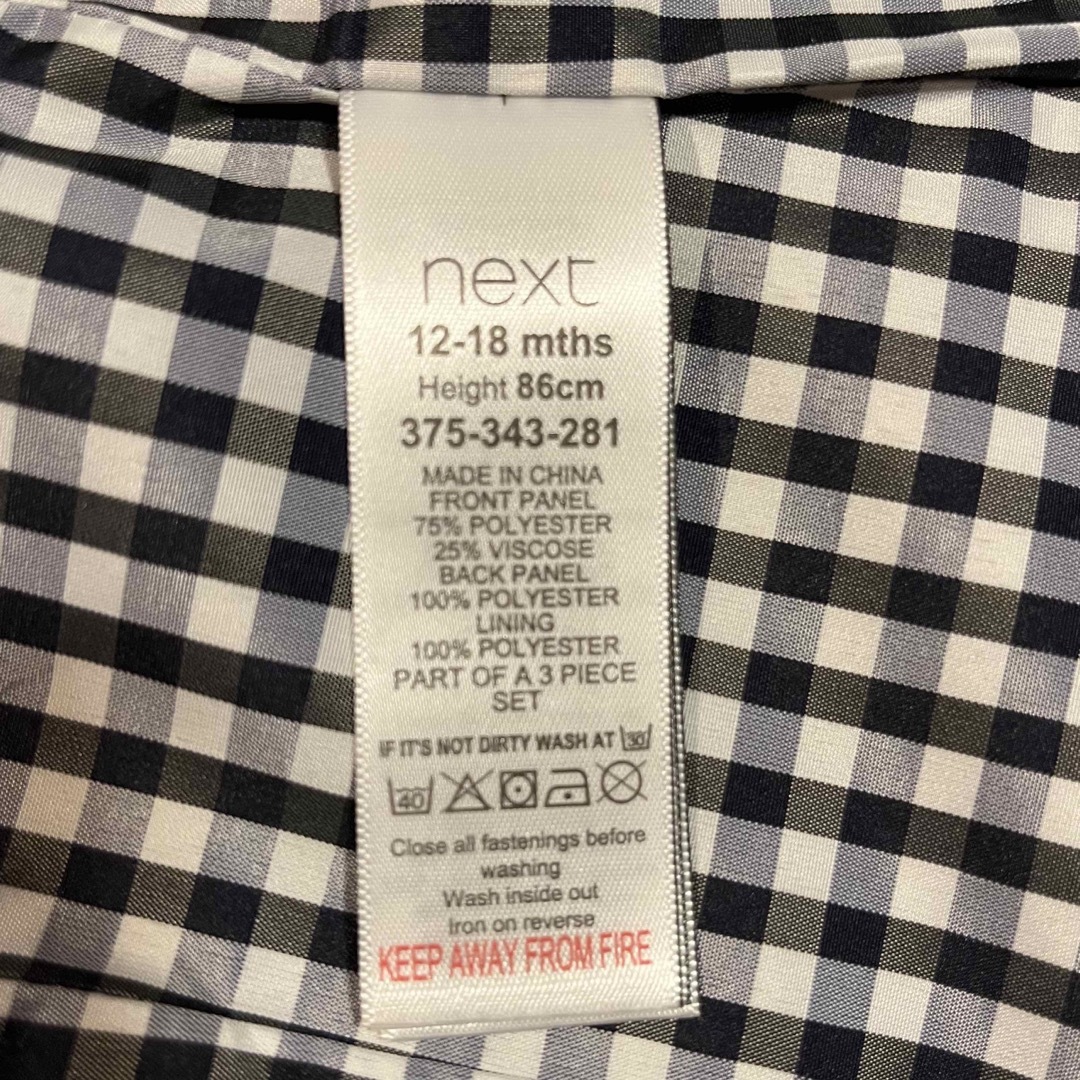 next
12-18 mths
Height 86cm
375-343-281
MADE IN CHINA
FRONT PANEL
75% POLYESTER
25% VISCOSE
BACK PANEL
100% POLYESTER
LINING
100% POLYESTER
PART OF A 3 PIECE
SET
IF IT'S NOT DIRTY WASH AT 30
40
Close all fastenings before
washing
Wash inside out
Iron on reverse
KEEP AWAY FROM FIRE